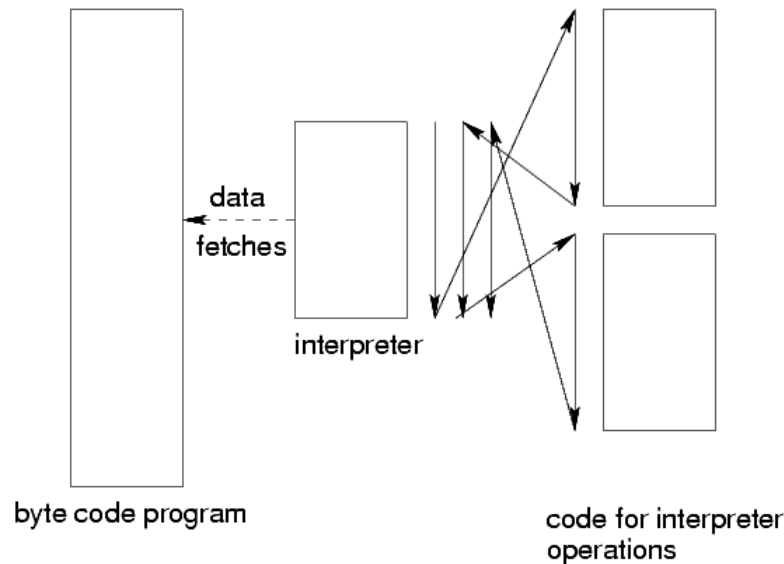 data
fetches
interpreter
byte code program
code for interpreter
operations